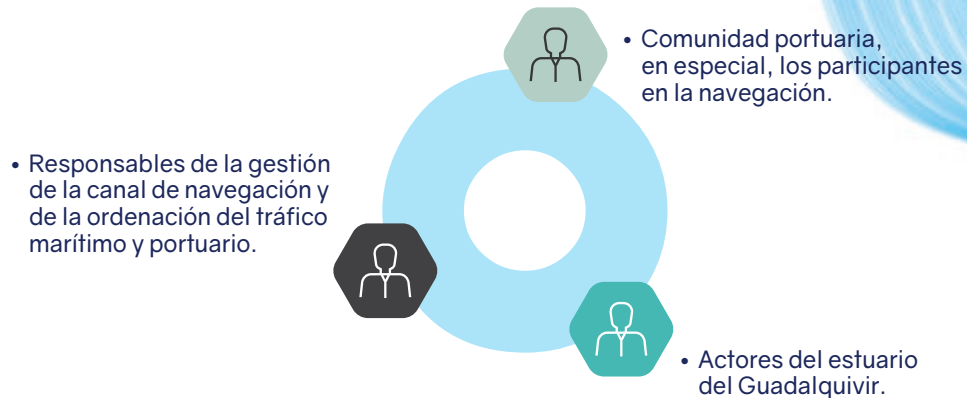 • Comunidad portuaria,
en especial, los participantes
en la navegación.
• Responsables de la gestión
de la canal de navegación y
de la ordenación del tráfico
marítimo y portuario.
• Actores del estuario
del Guadalquivir.